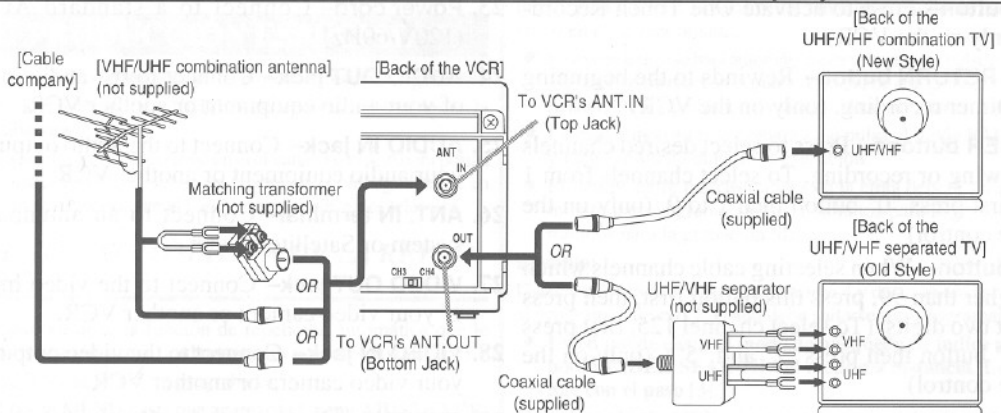 [Cable
company]
[VHF/UHF combination antenna]
(not supplied)
[Back of the VCR]
To VCR's ANT.IN
(Top Jack)
[Back of the
UHF/VHF combination TV]
(New Style)
ANT
IN
UHF/VHF
Matching transformer
(not supplied)
Coaxial cable
(supplied)
OUT
OR
OR
CH3 CH4
[Back of the
UHF/VHF separated TV]
(Old Style)
UHF/VHF separator
(not supplied)
OR
To VCR's ANT.OUT
(Bottom Jack)
VHF
VHF
UHF
UHF
Coaxial cable
(supplied)